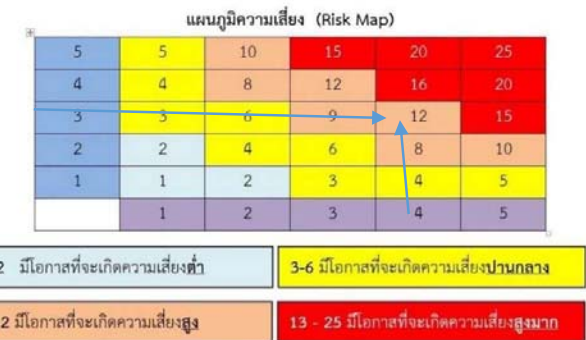 แผนภูมิความเสี่ยง (Risk Map)
5 5 10 15 20 25
4 4 8 12 16 20
3 3 6 9 12 15
2 2 4 6 8 10
1 1 2 3 4 5
1 2 3 4 5
2 มีโอกาสที่จะเกิดความเสี่ยงต่ำ 3-6 มีโอกาสที่จะเกิดความเสี่ยงปานกลาง
2 มีโอกาสที่จะเกิดความเสี่ยงสูง 13 - 25 มีโอกาสที่จะเกิดความเสี่ยงสูงมาก